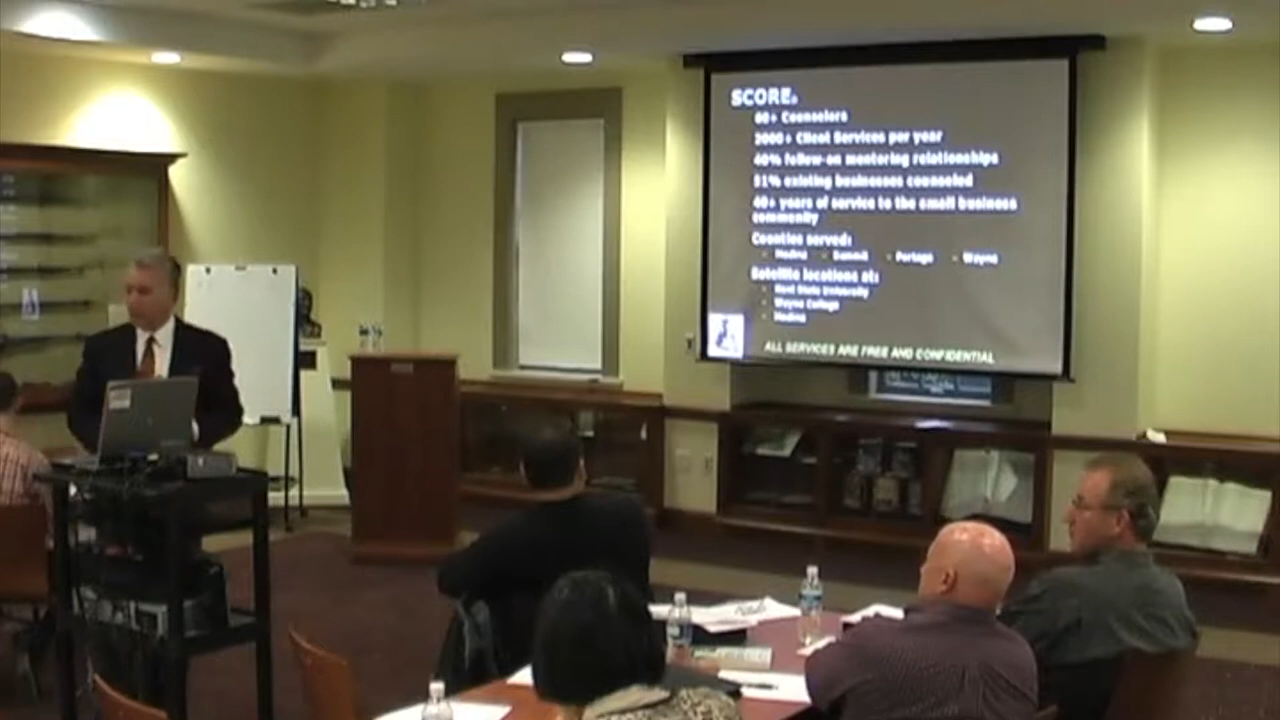 SCORE
80+ Counselors
2000+ Client Services per year
40% follow-on mentoring relationships
31% existing businesses counseled
40+ years of service to the small business
community
Counties served:
Medina Summit Portage Wayne
Satellite locations at:
Kent State University
Wayne College
Medina
ALL SERVICES ARE FREE AND CONFIDENTIAL